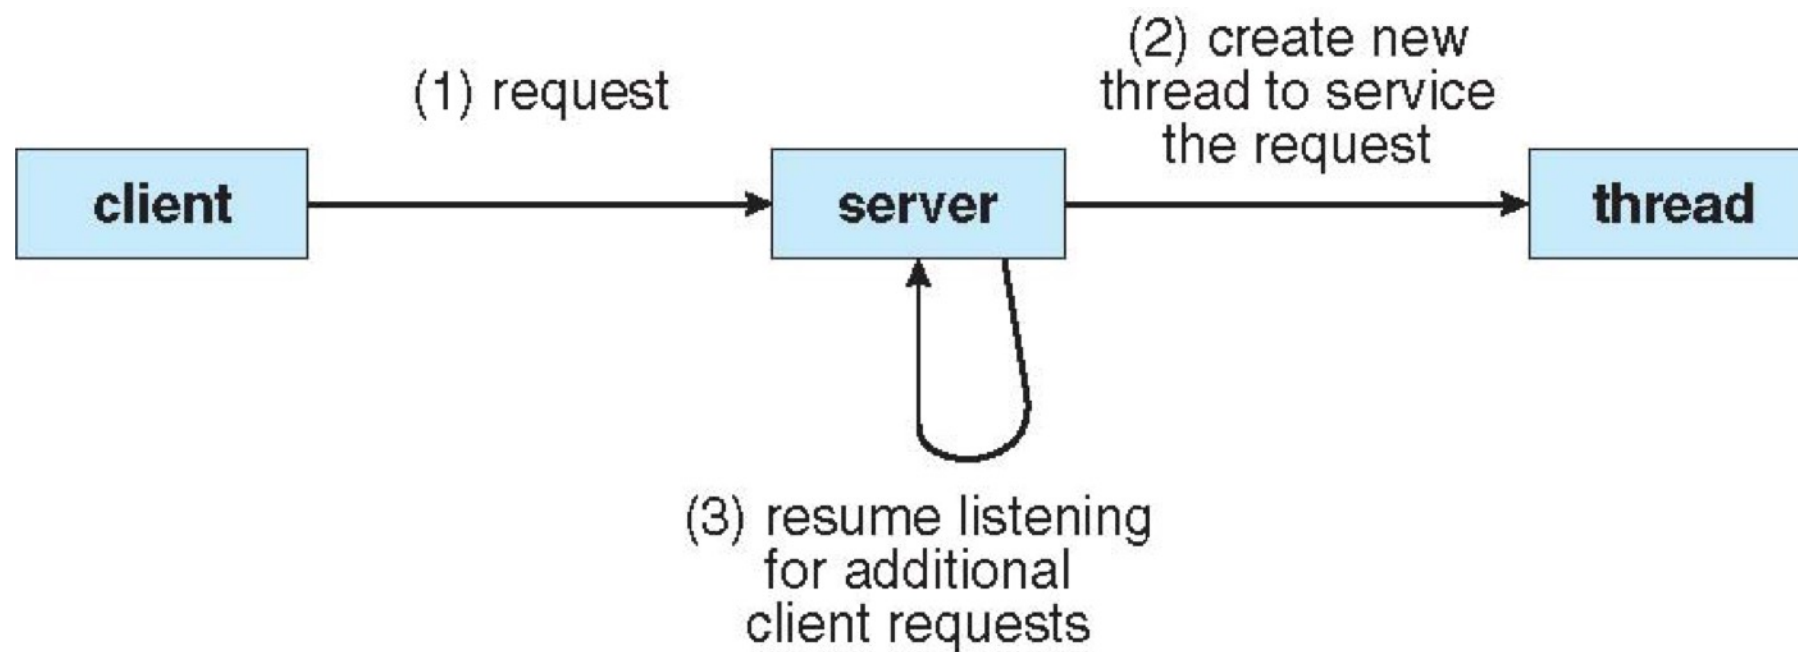 (1) request
(2) create new
thread to service
the request
client
server
thread
(3) resume listening
for additional
client requests